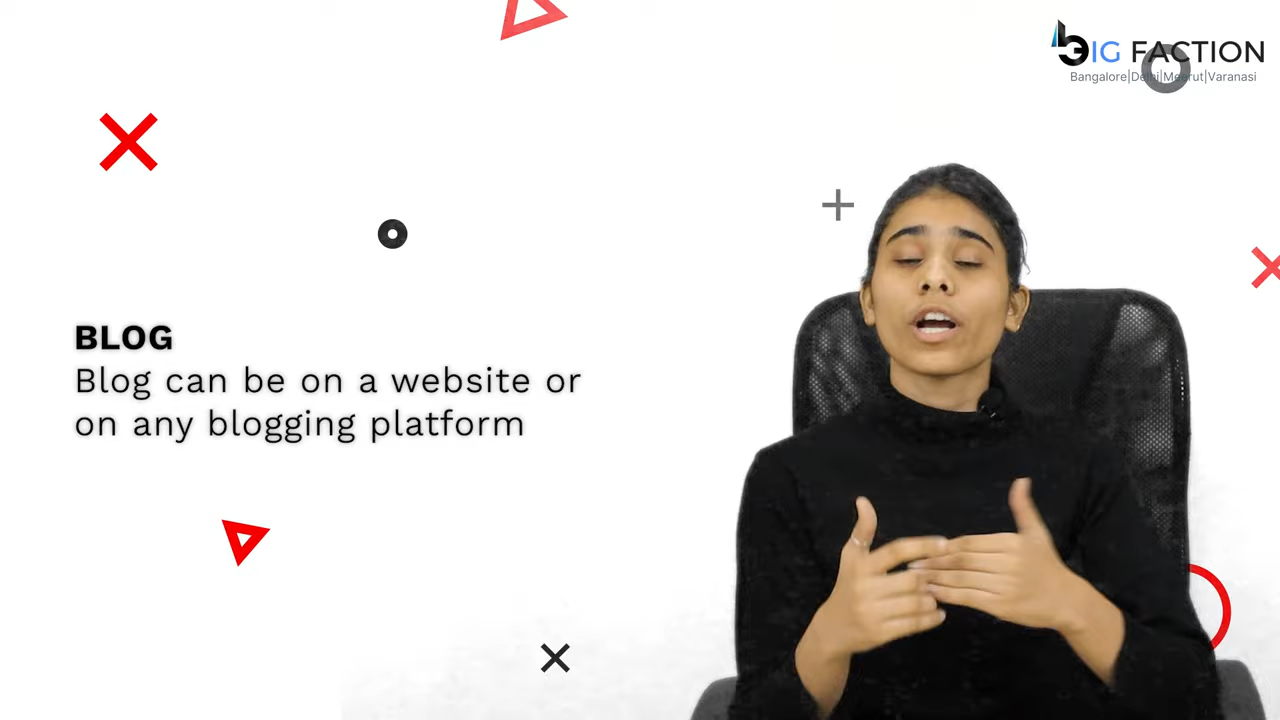 BIG FACTION
Bangalore|Delhi|Meerut|Varanasi
BLOG
Blog can be on a website or
on any blogging platform